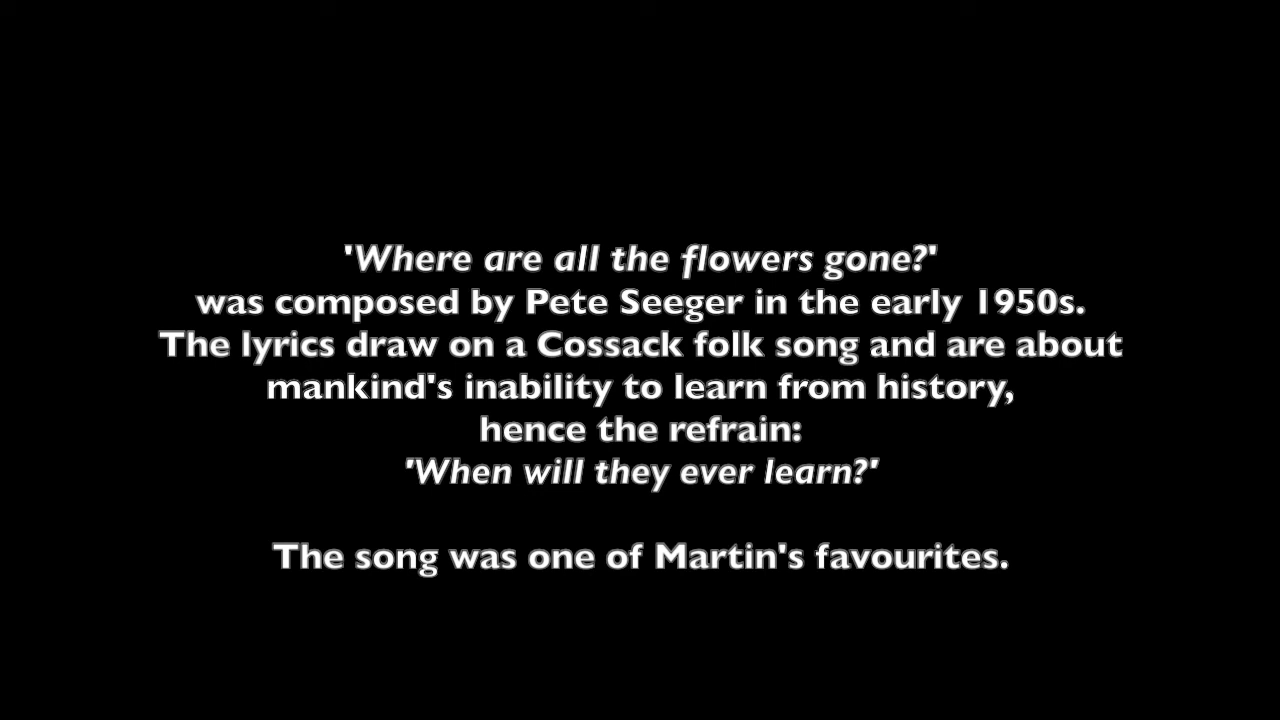 'Where are all the flowers gone?'
was composed by Pete Seeger in the early 1950s.
The lyrics draw on a Cossack folk song and are about
mankind's inability to learn from history,
hence the refrain:
'When will they ever learn?'
The song was one of Martin's favourites.